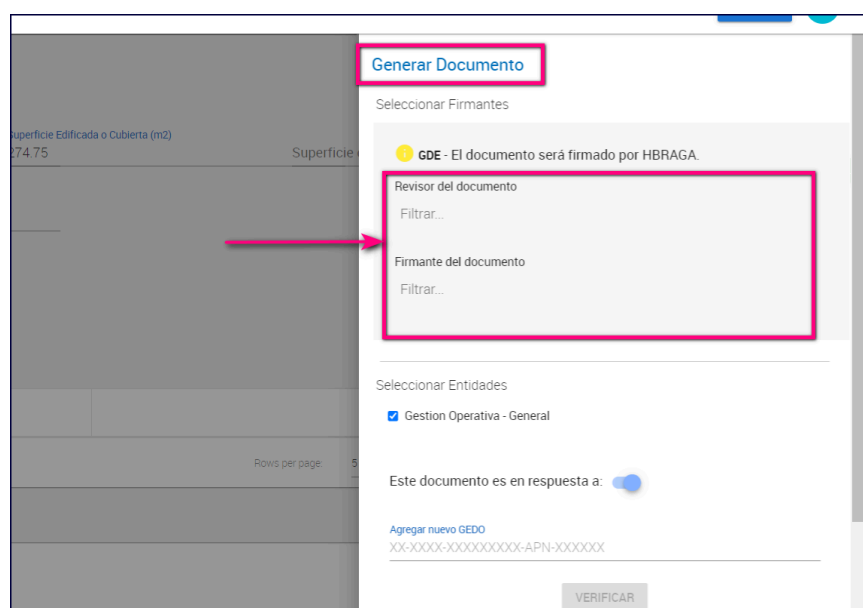 Generar Documento
Seleccionar Firmantes
Superficie Edificada o Cubierta (m2)
274.75
Superficie
GDE - El documento será firmado por HBRAGA.
Revisor del documento
Filtrar...
Firmante del documento
Filtrar...
Seleccionar Entidades
Gestion Operativa - General
Rows per page:
5
Este documento es en respuesta a:
Agregar nuevo GEDO
XX-XXXX-XXXXXXXXX-APN-XXXXXX
VERIFICAR